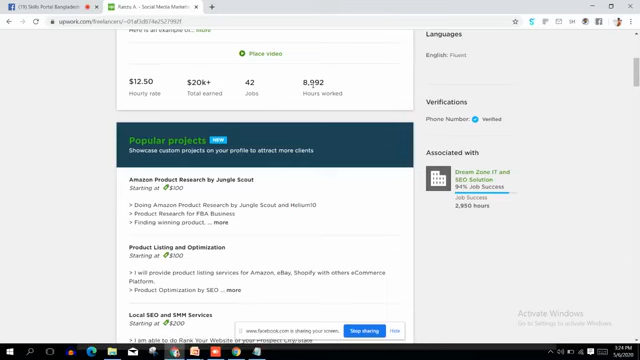 (19) Skills Portal Bangladesh
Ranzu A. - Social Media Market
upwork.com/freelancers/~01af3d874e2527992f
Here is an example of... more
Place video
$12.50
Hourly rate
$20k+
Total earned
42
Jobs
8,992
Hours worked
Popular projects NEW
Showcase custom projects on your profile to attract more clients
Amazon Product Research by Jungle Scout
Starting at $100
> Doing Amazon Product Research by Jungle Scout and Helium10
> Product Research for FBA Business
> Finding winning product, ... more
Product Listing and Optimization
Starting at $100
> I will provide product listing services for Amazon, eBay, Shopify with others eCommerce
Platform.
> Product Optimization by SEO ... more
Local SEO and SMM Services
Starting at $200
> I am able to do Rank Your Website of your Prospect City/State
Languages
English: Fluent
Verifications
Phone Number: Verified
Associated with
Dream Zone IT and
SEO Solution
94% Job Success
Job Success
2,950 hours
www.facebook.com is sharing your screen.
Stop sharing
Hide
Activate Windows
Go to Settings to activate Windows.
3:24 PM
5/6/2020